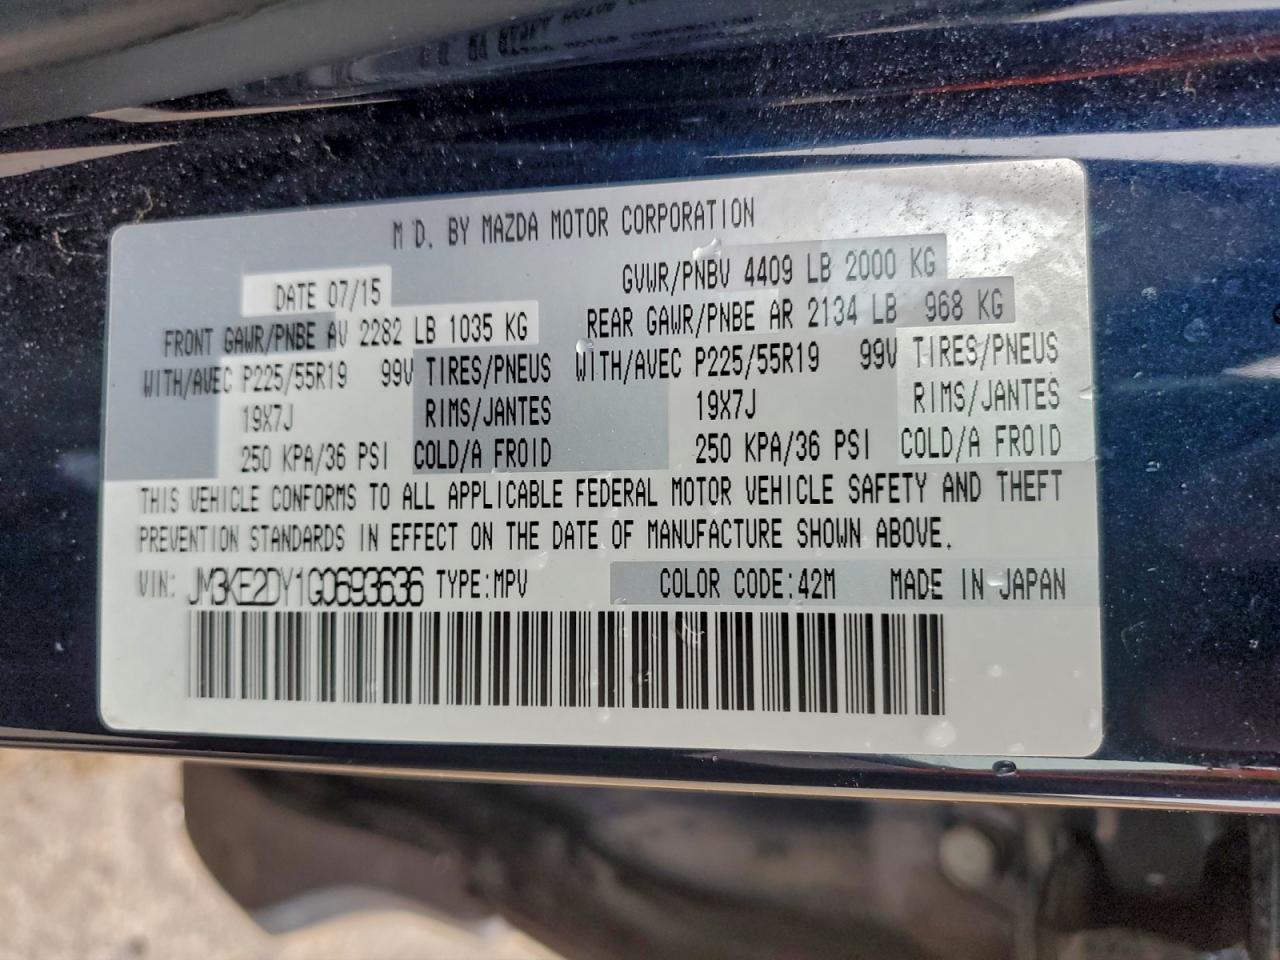 M'D. BY MAZDA MOTOR CORPORATION
DATE 07/15 GVWR/PNBV 4409 LB 2000 KG
FRONT GAWR/PNBE AV 2282 LB 1035 KG REAR GAWR/PNBE AR 2134 LB 968 KG
WITH/AVEC P225/55R19 99V TIRES/PNEUS WITH/AVEC P225/55R19 99V TIRES/PNEUS
19X7J RIMS/JANTES 19X7J RIMS/JANTES
250 KPA/36 PSI COLD/A FROID 250 KPA/36 PSI COLD/A FROID
THIS VEHICLE CONFORMS TO ALL APPLICABLE FEDERAL MOTOR VEHICLE SAFETY AND THEFT
PREVENTION STANDARDS IN EFFECT ON THE DATE OF MANUFACTURE SHOWN ABOVE.
VIN: JM3KE2DY1G0693636 TYPE:MPV COLOR CODE:42M MADE IN JAPAN